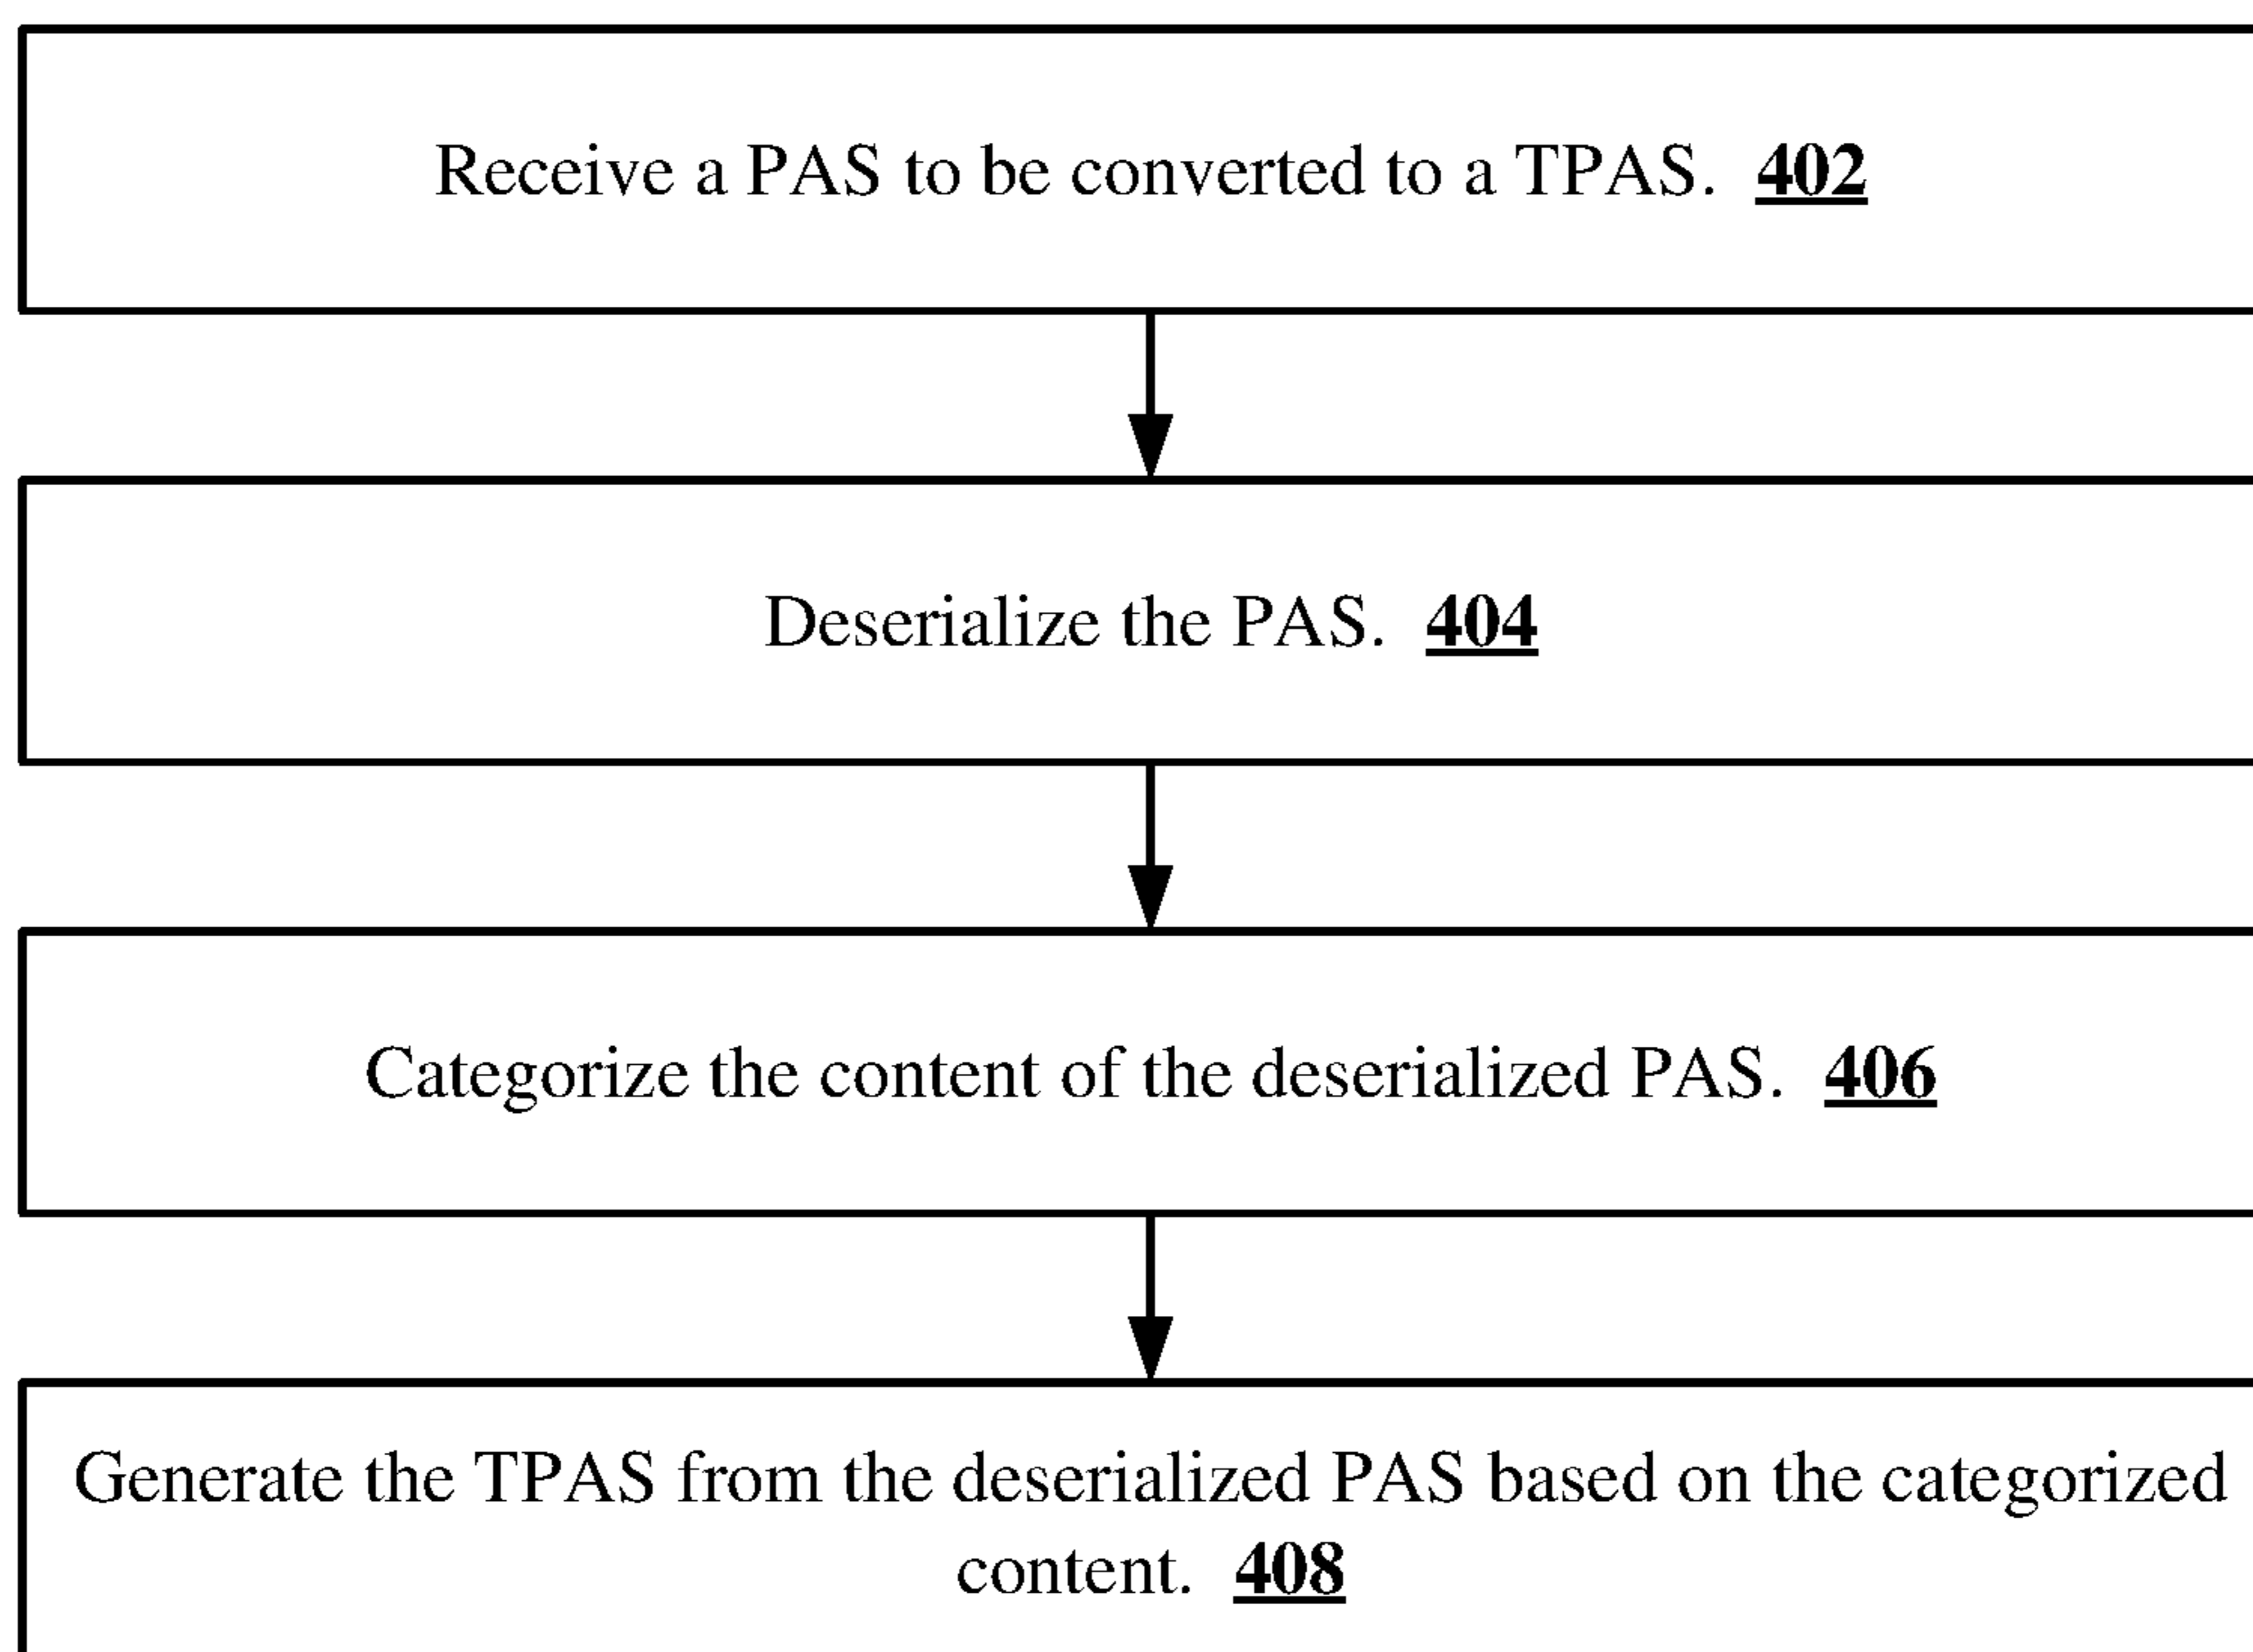 Receive a PAS to be converted to a TPAS. 402
Deserialize the PAS. 404
Categorize the content of the deserialized PAS. 406
Generate the TPAS from the deserialized PAS based on the categorized
content. 408